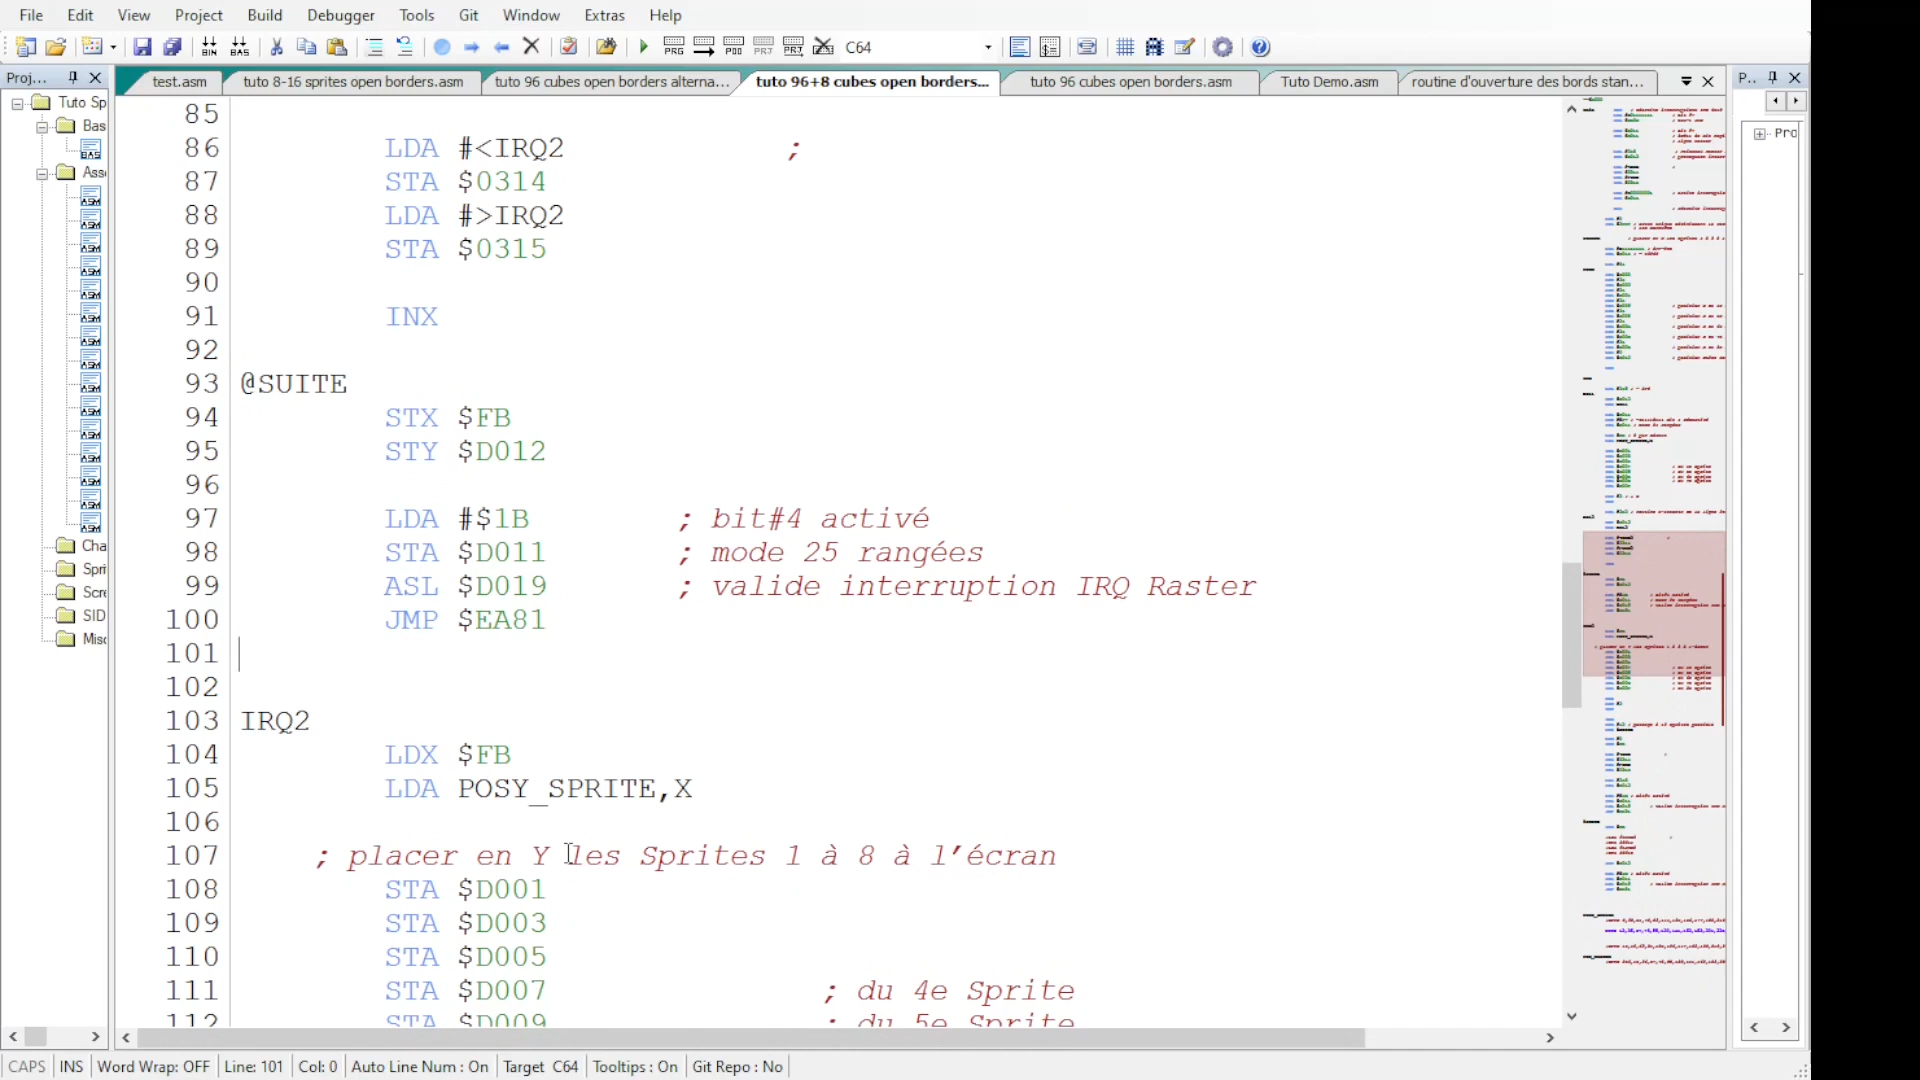 File Edit View Project Build Debugger Tools Git Window Extras Help
C64
Proj...
test.asm tuto 8-16 sprites open borders.asm tuto 96 cubes open borders alterna... tuto 96+8 cubes open borders... tuto 96 cubes open borders.asm Tuto Demo.asm routine d'ouverture des bords stan...
P..
Tuto Sp
Bas
Ass
Cha
Spri
Scre
SID
Misc
Pro
85
86 LDA #<IRQ2 ;
87 STA $0314
88 LDA #>IRQ2
89 STA $0315
90
91 INX
92
93 @SUITE
94 STX $FB
95 STY $D012
96
97 LDA #$1B ; bit#4 activé
98 STA $D011 ; mode 25 rangées
99 ASL $D019 ; valide interruption IRQ Raster
100 JMP $EA81
101
102
103 IRQ2
104 LDX $FB
105 LDA POSY_SPRITE,X
106
107 ; placer en Y les Sprites 1 à 8 à l’écran
108 STA $D001
109 STA $D003
110 STA $D005
111 STA $D007 ; du 4e Sprite
112 STA $D009 ; du 5e Sprite
CAPS INS Word Wrap: OFF Line: 101 Col: 0 Auto Line Num : On Target C64 Tooltips : On Git Repo : No